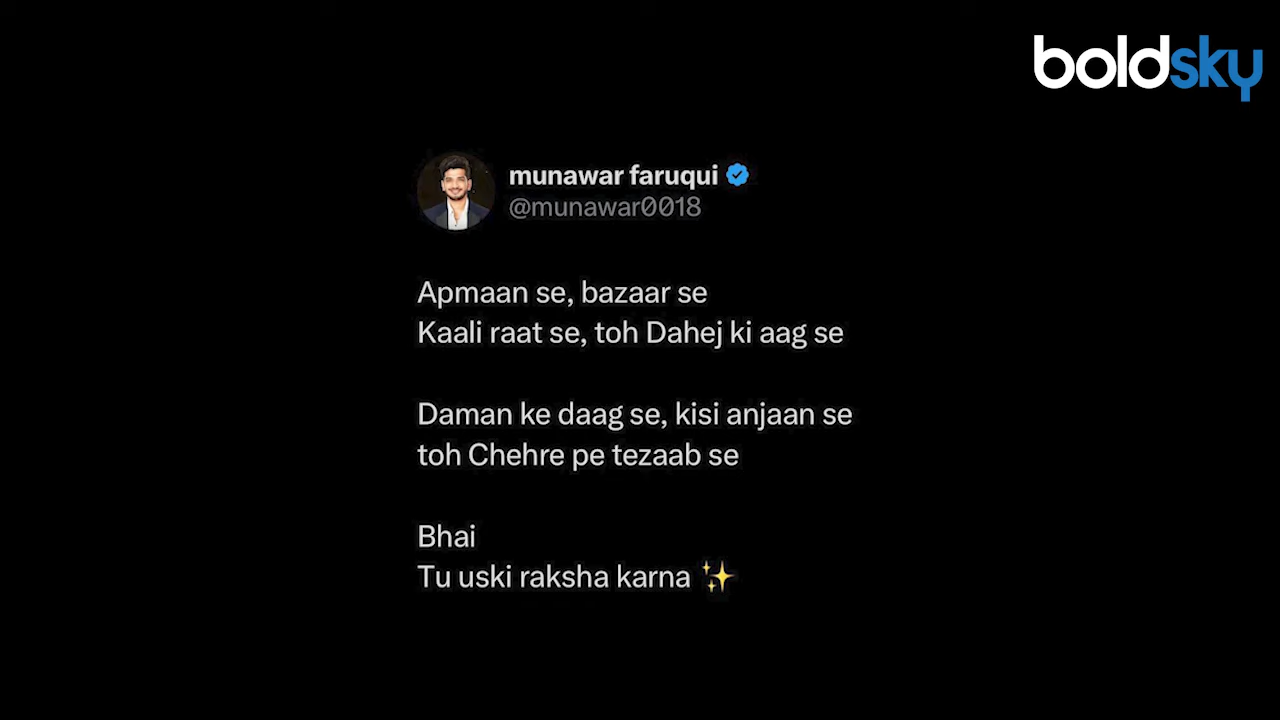 boldsky
munawar faruqui
@munawar0018
Apmaan se, bazaar se
Kaali raat se, toh Dahej ki aag se
Daman ke daag se, kisi anjaan se
toh Chehre pe tezaab se
Bhai
Tu uski raksha karna ✨